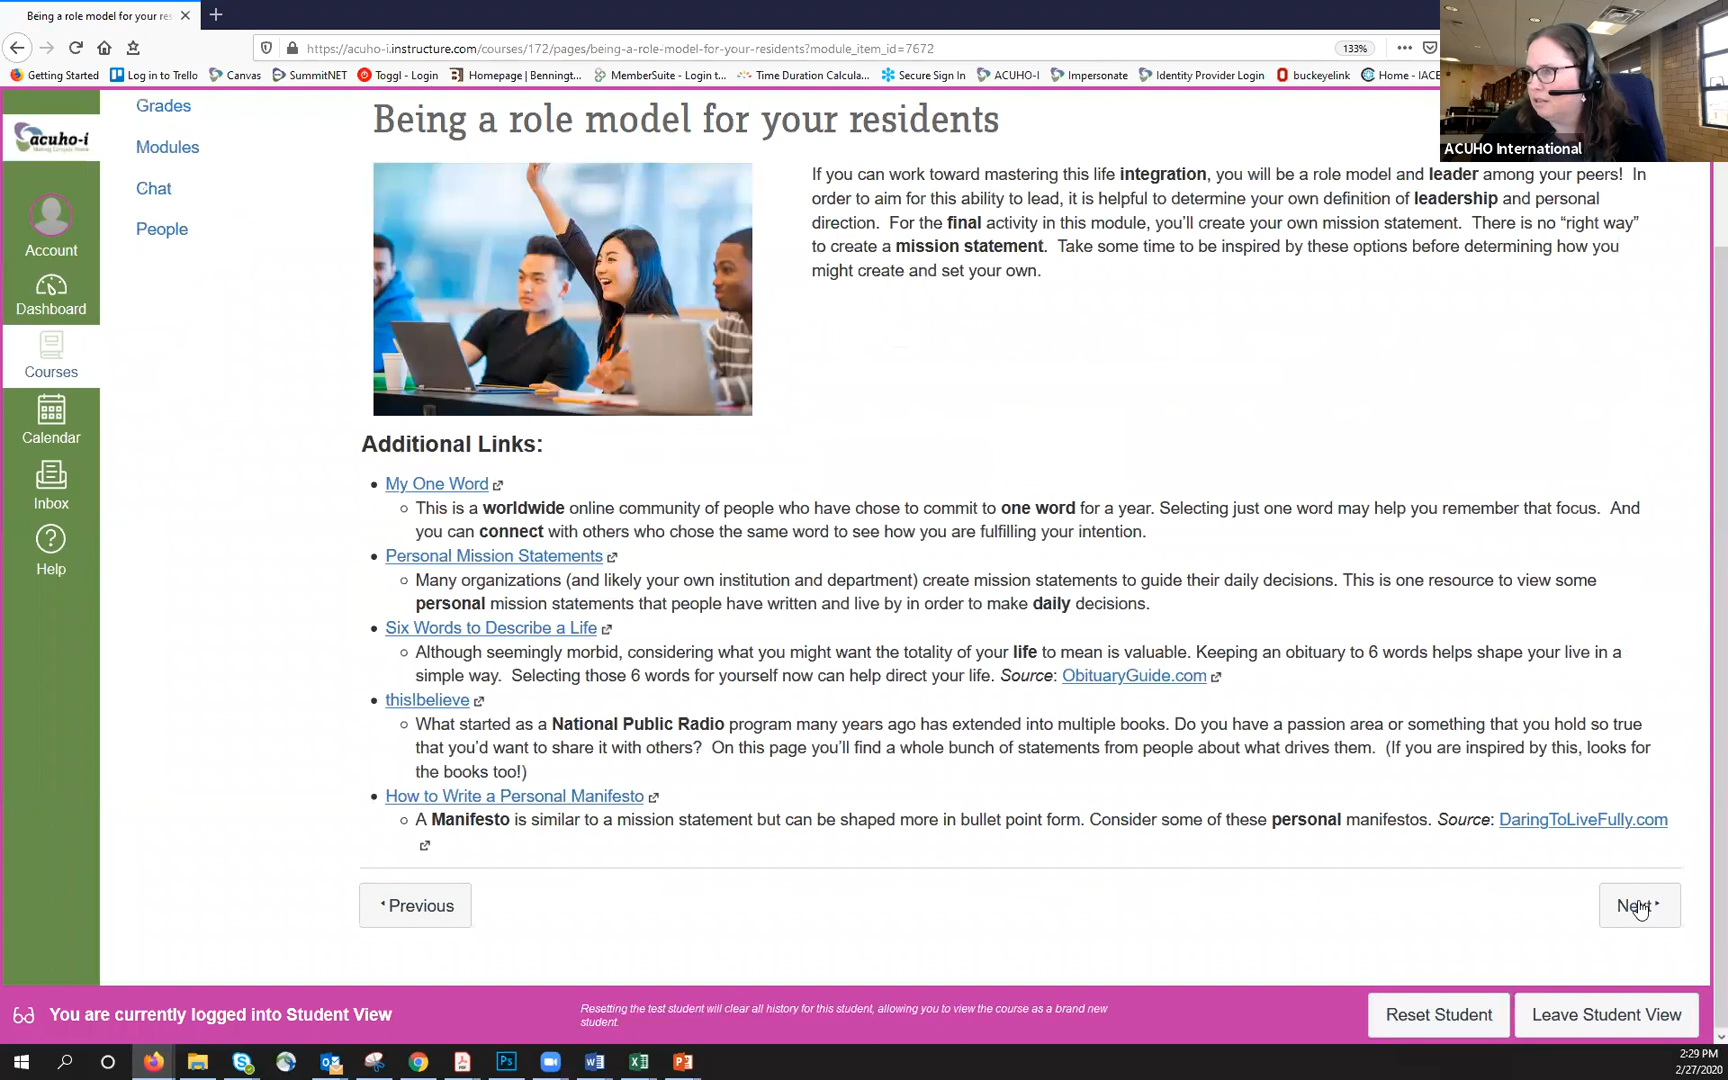 Being a role model for your res
https://acuho-i.instructure.com/courses/172/pages/being-a-role-model-for-your-residents?module_item_id=7672
133%
Getting Started
Log in to Trello
Canvas
SummitNET
Toggl - Login
Homepage | Benningt...
MemberSuite - Login t...
Time Duration Calcula...
Secure Sign In
ACUHO-I
Impersonate
Identity Provider Login
buckeyelink
Home - IACE
ACUHO International
acuho-i
Account
Dashboard
Courses
Calendar
Inbox
Help
Grades
Modules
Chat
People
Being a role model for your residents
If you can work toward mastering this life integration, you will be a role model and leader among your peers! In
order to aim for this ability to lead, it is helpful to determine your own definition of leadership and personal
direction. For the final activity in this module, you'll create your own mission statement. There is no “right way”
to create a mission statement. Take some time to be inspired by these options before determining how you
might create and set your own.
Additional Links:
My One Word
This is a worldwide online community of people who have chose to commit to one word for a year. Selecting just one word may help you remember that focus. And
you can connect with others who chose the same word to see how you are fulfilling your intention.
Personal Mission Statements
Many organizations (and likely your own institution and department) create mission statements to guide their daily decisions. This is one resource to view some
personal mission statements that people have written and live by in order to make daily decisions.
Six Words to Describe a Life
Although seemingly morbid, considering what you might want the totality of your life to mean is valuable. Keeping an obituary to 6 words helps shape your live in a
simple way. Selecting those 6 words for yourself now can help direct your life. Source: ObituaryGuide.com
thisIbelieve
What started as a National Public Radio program many years ago has extended into multiple books. Do you have a passion area or something that you hold so true
that you'd want to share it with others? On this page you'll find a whole bunch of statements from people about what drives them. (If you are inspired by this, looks for
the books too!)
How to Write a Personal Manifesto
A Manifesto is similar to a mission statement but can be shaped more in bullet point form. Consider some of these personal manifestos. Source: DaringToLiveFully.com
Previous
Next
You are currently logged into Student View
Resetting the test student will clear all history for this student, allowing you to view the course as a brand new
student.
Reset Student
Leave Student View
2:29 PM
2/27/2020